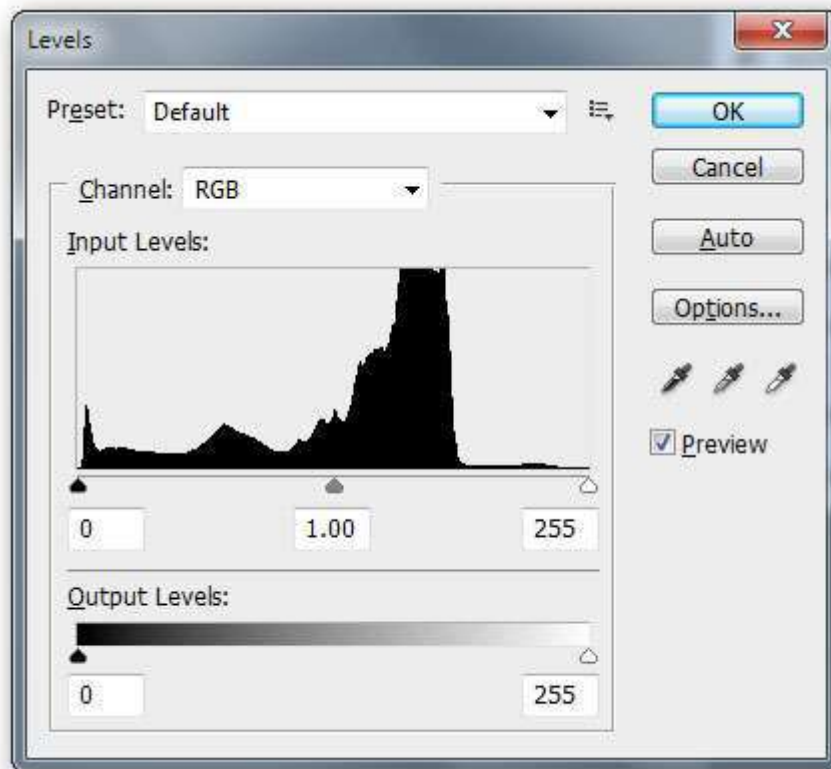 Levels
Preset: Default
OK
Cancel
Channel: RGB
Auto
Input Levels:
Options...
Preview
0 1.00 255
Output Levels:
0 255